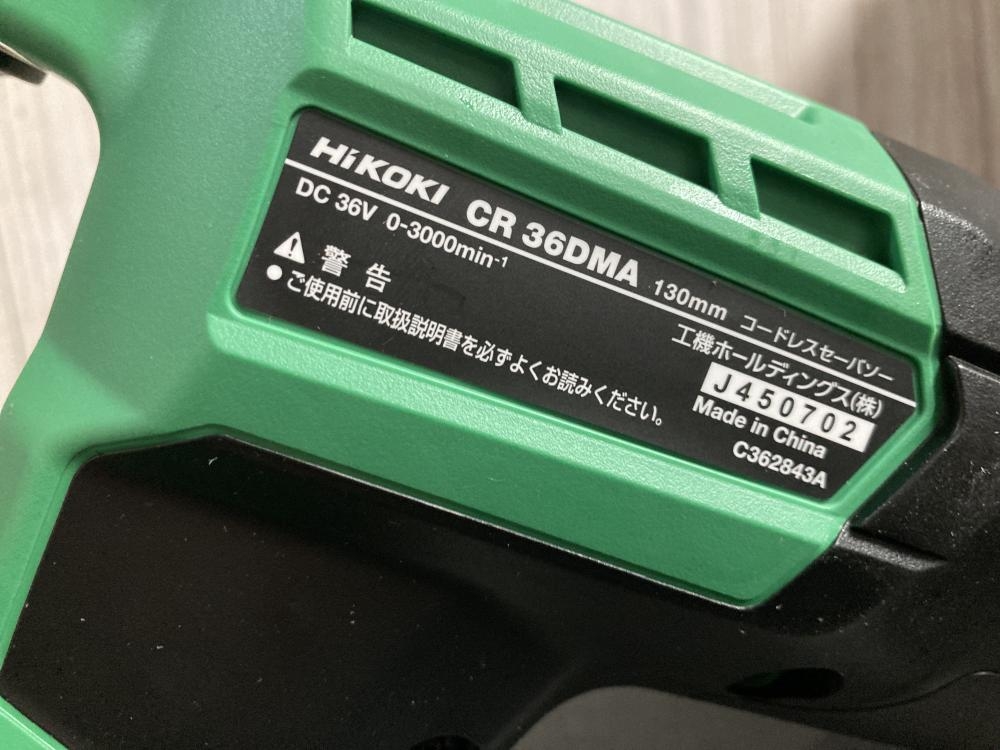 HiKOKI CR 36DMA 130mm コードレスセーバソー
DC 36V 0-3000min⁻¹ 工機ホールディングス(株)
警告
●ご使用前に取扱説明書を必ずよくお読みください。
J450702
Made in China
C362843A